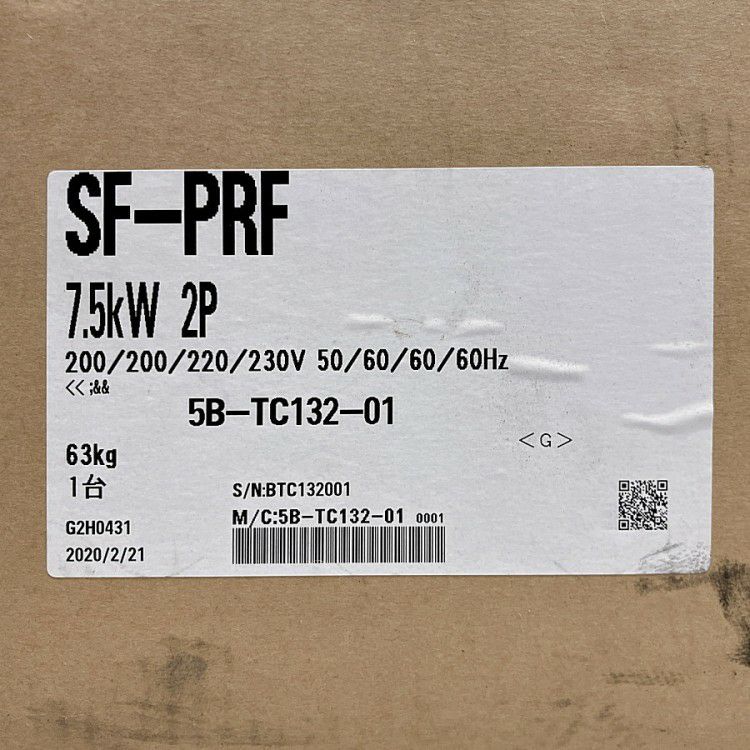 SF-PRF
7.5kW 2P
200/200/220/230V 50/60/60/60Hz
<< ;&&
5B-TC132-01
<G>
63kg
1台
S/N:BTC132001
M/C:5B-TC132-01 0001
G2H0431
2020/2/21